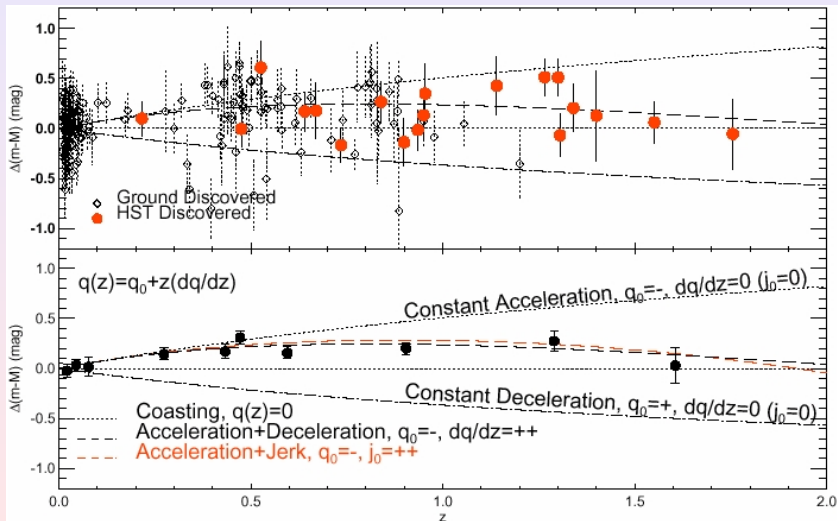 1.0
0.5
0.0
-0.5
-1.0
Δ(m-M) (mag)
Ground Discovered
HST Discovered
1.0
0.5
0.0
-0.5
-1.0
Δ(m-M) (mag)
q(z)=q₀+z(dq/dz)
Constant Acceleration, q₀=-, dq/dz=0 (j₀=0)
Constant Deceleration, q₀=+, dq/dz=0 (j₀=0)
Coasting, q(z)=0
Acceleration+Deceleration, q₀=-, dq/dz=++
Acceleration+Jerk, q₀=-, j₀=++
0.0 0.5 1.0 1.5 2.0
z